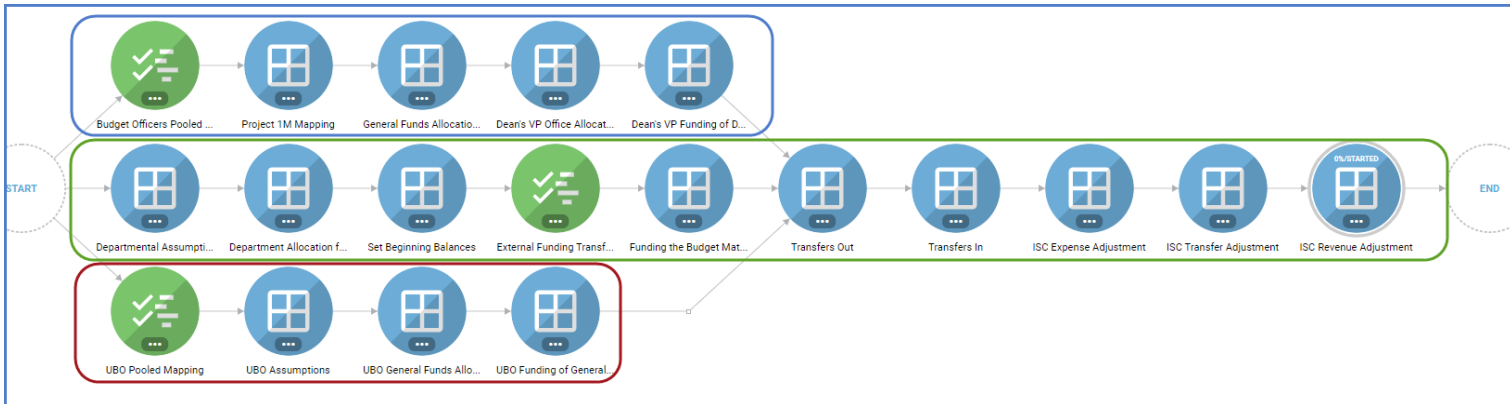 Budget Officers Pooled ...
Project 1M Mapping
General Funds Allocatio...
Dean's VP Office Allocat...
Dean's VP Funding of D...
START
0%/STARTED
END
Departmental Assumpti...
Department Allocation f...
Set Beginning Balances
External Funding Transf...
Funding the Budget Mat...
Transfers Out
Transfers In
ISC Expense Adjustment
ISC Transfer Adjustment
ISC Revenue Adjustment
UBO Pooled Mapping
UBO Assumptions
UBO General Funds Allo...
UBO Funding of General...